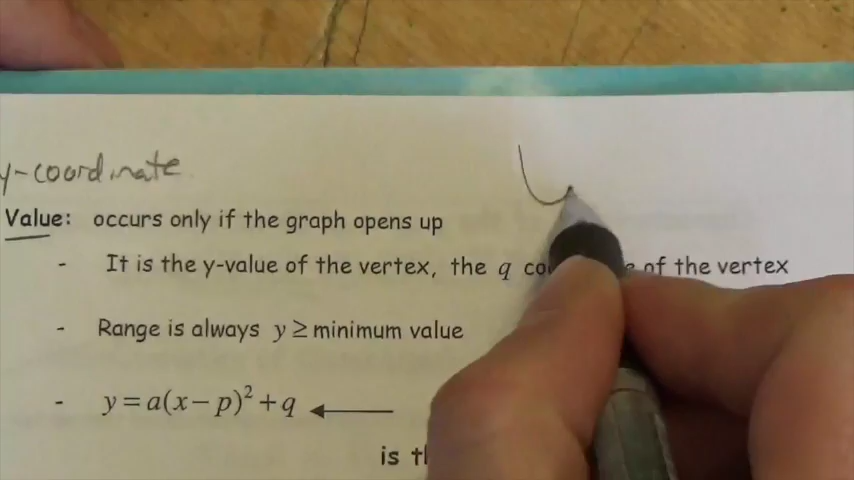 y-coordinate
Value: occurs only if the graph opens up
- It is the y-value of the vertex, the q of the vertex
- Range is always y ≥ minimum value
- y = a(x - p)² + q
is